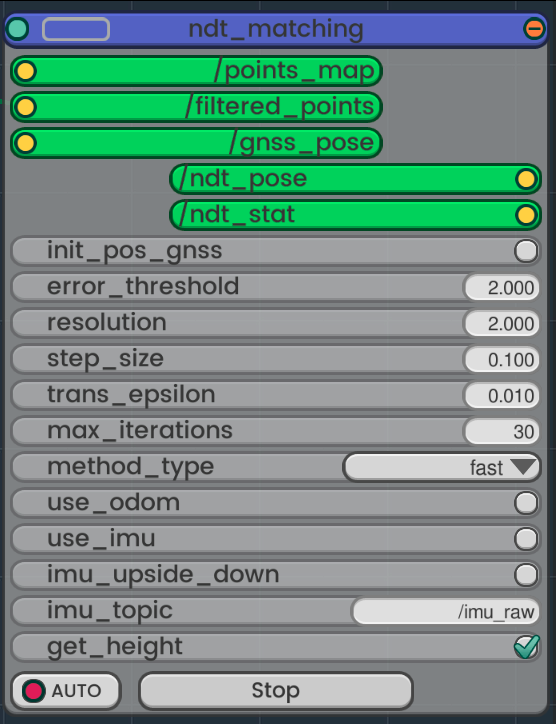 ndt_matching
/points_map
/filtered_points
/gnss_pose
/ndt_pose
/ndt_stat
init_pos_gnss
error_threshold 2.000
resolution 2.000
step_size 0.100
trans_epsilon 0.010
max_iterations 30
method_type fast
use_odom
use_imu
imu_upside_down
imu_topic /imu_raw
get_height
AUTO Stop